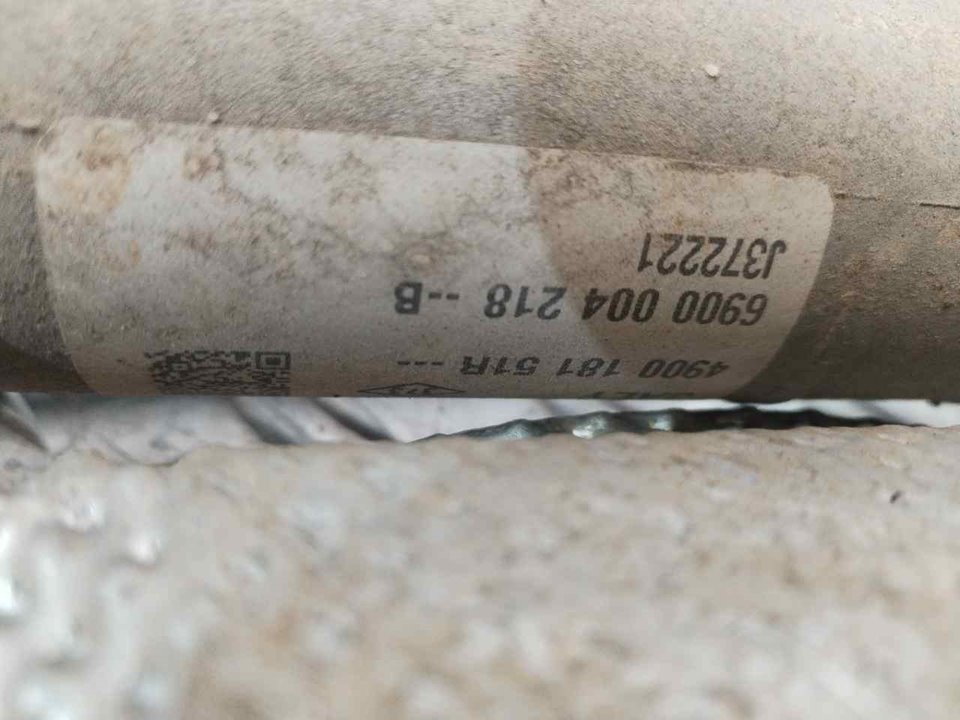 4900 181 51R ---
6900 004 218 --B
J372221